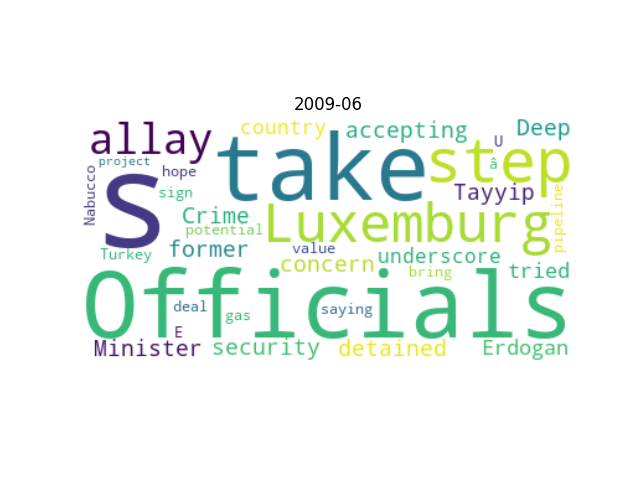 2009-06
country
accepting
Deep
allay
take
step
U
â
project
hope
S
sign
Nabucco
Tayyip
pipeline
Crime
Luxemburg
potential
Turkey
former
value
underscore
concern
bring
tried
Officials
deal
gas
saying
E
Minister
security
detained
Erdogan